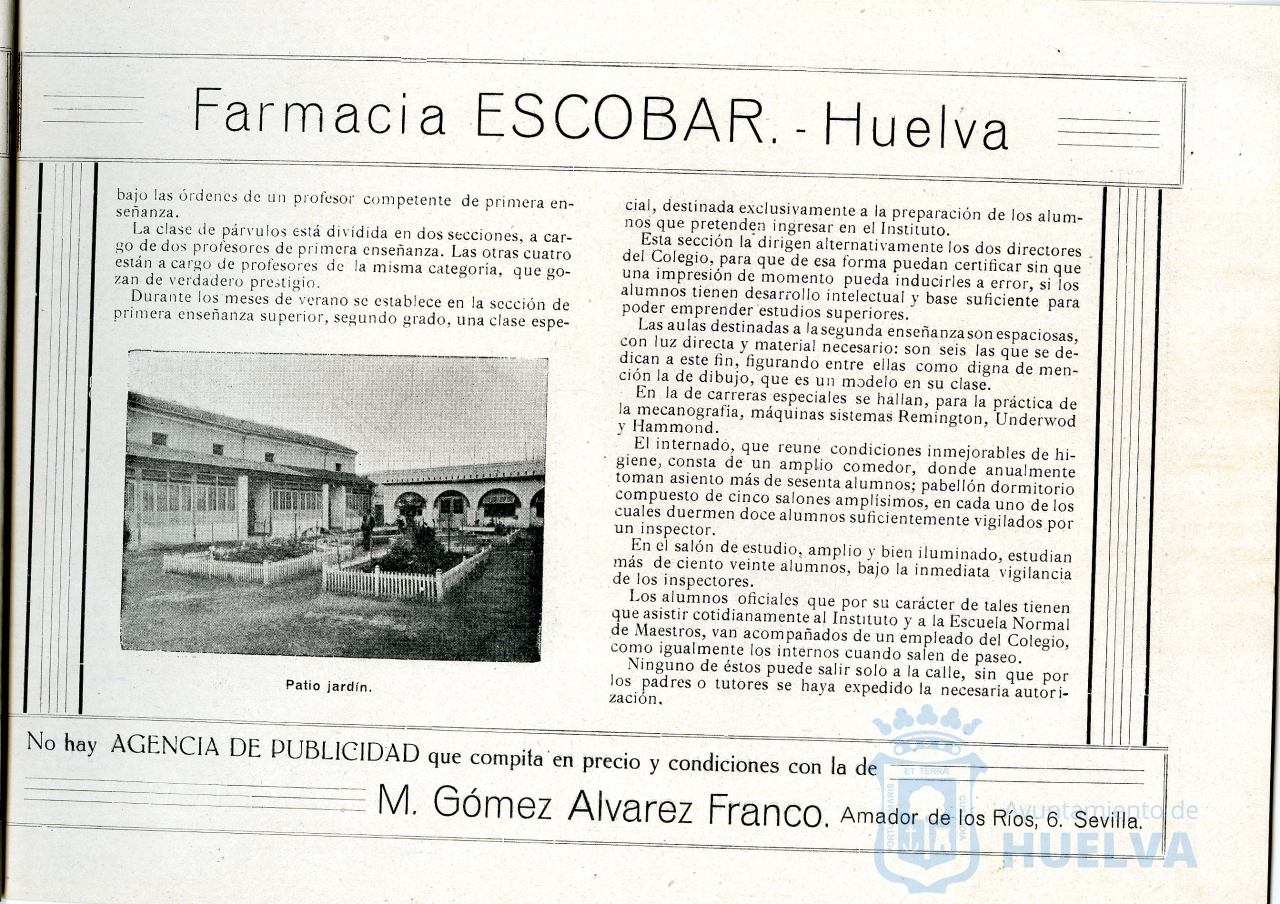 Farmacia ESCOBAR. - Huelva
bajo las órdenes de un profesor competente de primera en-
señanza.
La clase de párvulos está dividida en dos secciones, a car-
go de dos profesores de primera enseñanza. Las otras cuatro
están a cargo de profesores de la misma categoría, que go-
zan de verdadero prestigio.
Durante los meses de verano se establece en la sección de
primera enseñanza superior, segundo grado, una clase espe-
Patio jardín.
cial, destinada exclusivamente a la preparación de los alum-
nos que pretenden ingresar en el Instituto.
Esta sección la dirigen alternativamente los dos directores
del Colegio, para que de esa forma puedan certificar sin que
una impresión de momento pueda inducirles a error, si los
alumnos tienen desarrollo intelectual y base suficiente para
poder emprender estudios superiores.
Las aulas destinadas a la segunda enseñanza son espaciosas,
con luz directa y material necesario: son seis las que se de-
dican a este fin, figurando entre ellas como digna de men-
ción la de dibujo, que es un modelo en su clase.
En la de carreras especiales se hallan, para la práctica de
la mecanografía, máquinas sistemas Remington, Underwod
y Hammond.
El internado, que reune condiciones inmejorables de hi-
giene, consta de un amplio comedor, donde anualmente
toman asiento más de sesenta alumnos; pabellón dormitorio
compuesto de cinco salones amplísimos, en cada uno de los
cuales duermen doce alumnos suficientemente vigilados por
un inspector.
En el salón de estudio, amplio y bien iluminado, estudian
más de ciento veinte alumnos, bajo la inmediata vigilancia
de los inspectores.
Los alumnos oficiales que por su carácter de tales tienen
que asistir cotidianamente al Instituto y a la Escuela Normal
de Maestros, van acompañados de un empleado del Colegio,
como igualmente los internos cuando salen de paseo.
Ninguno de éstos puede salir solo a la calle, sin que por
los padres o tutores se haya expedido la necesaria autori-
zación.
No hay AGENCIA DE PUBLICIDAD que compita en precio y condiciones con la de
M. Gómez Alvarez Franco. Amador de los Ríos, 6. Sevilla.
PORTUS MARIS ET TERRÆ CUSTODIA
Ayuntamiento de
HUELVA